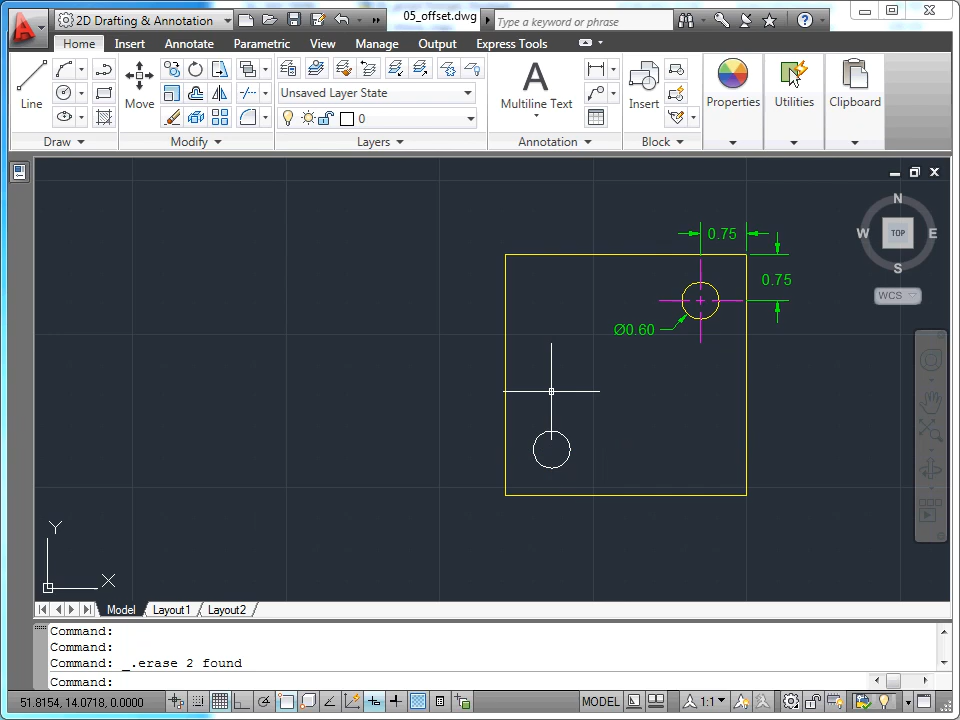 2D Drafting & Annotation
05_offset.dwg
Type a keyword or phrase
Home Insert Annotate Parametric View Manage Output Express Tools
Line
Move
Unsaved Layer State
0
Multiline Text
Insert
Properties
Utilities
Clipboard
Draw
Modify
Layers
Annotation
Block
N
W
TOP
E
S
WCS
0.75
0.75
Ø0.60
Y
X
Model Layout1 Layout2
Command:
Command:
Command: _.erase 2 found
Command:
51.8154, 14.0718, 0.0000
MODEL
1:1